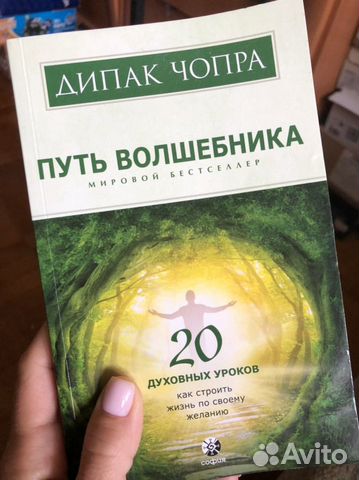 ДИПАК ЧОПРА
ПУТЬ ВОЛШЕБНИКА
МИРОВОЙ БЕСТСЕЛЛЕР
20
ДУХОВНЫХ УРОКОВ
как строить
жизнь по своему
желанию
СОФИЯ
Avito